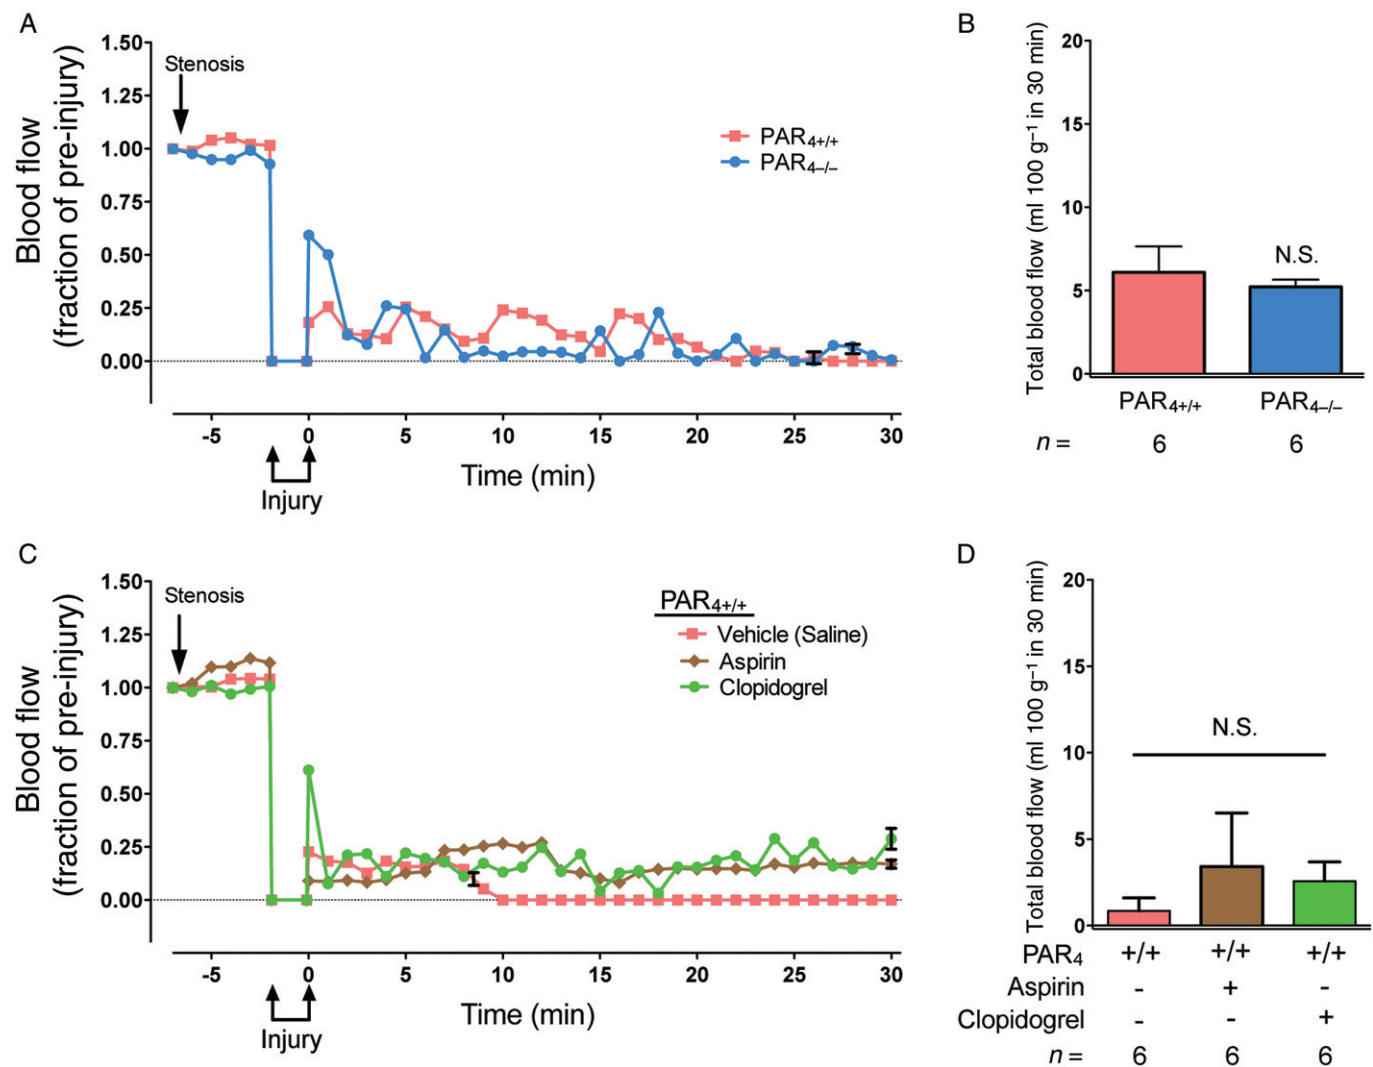 A
Blood flow
(fraction of pre-injury)
1.50
1.25
1.00
0.75
0.50
0.25
0.00
Stenosis
PAR4+/+
PAR4–/–
-5 0 5 10 15 20 25 30
Time (min)
Injury
B
Total blood flow (ml 100 g⁻¹ in 30 min)
20
15
10
5
0
N.S.
PAR4+/+ PAR4–/–
n = 6 6
C
Blood flow
(fraction of pre-injury)
1.50
1.25
1.00
0.75
0.50
0.25
0.00
Stenosis
PAR4+/+
Vehicle (Saline)
Aspirin
Clopidogrel
-5 0 5 10 15 20 25 30
Time (min)
Injury
D
Total blood flow (ml 100 g⁻¹ in 30 min)
20
15
10
5
0
N.S.
PAR4 +/+ +/+ +/+
Aspirin - + -
Clopidogrel - - +
n = 6 6 6